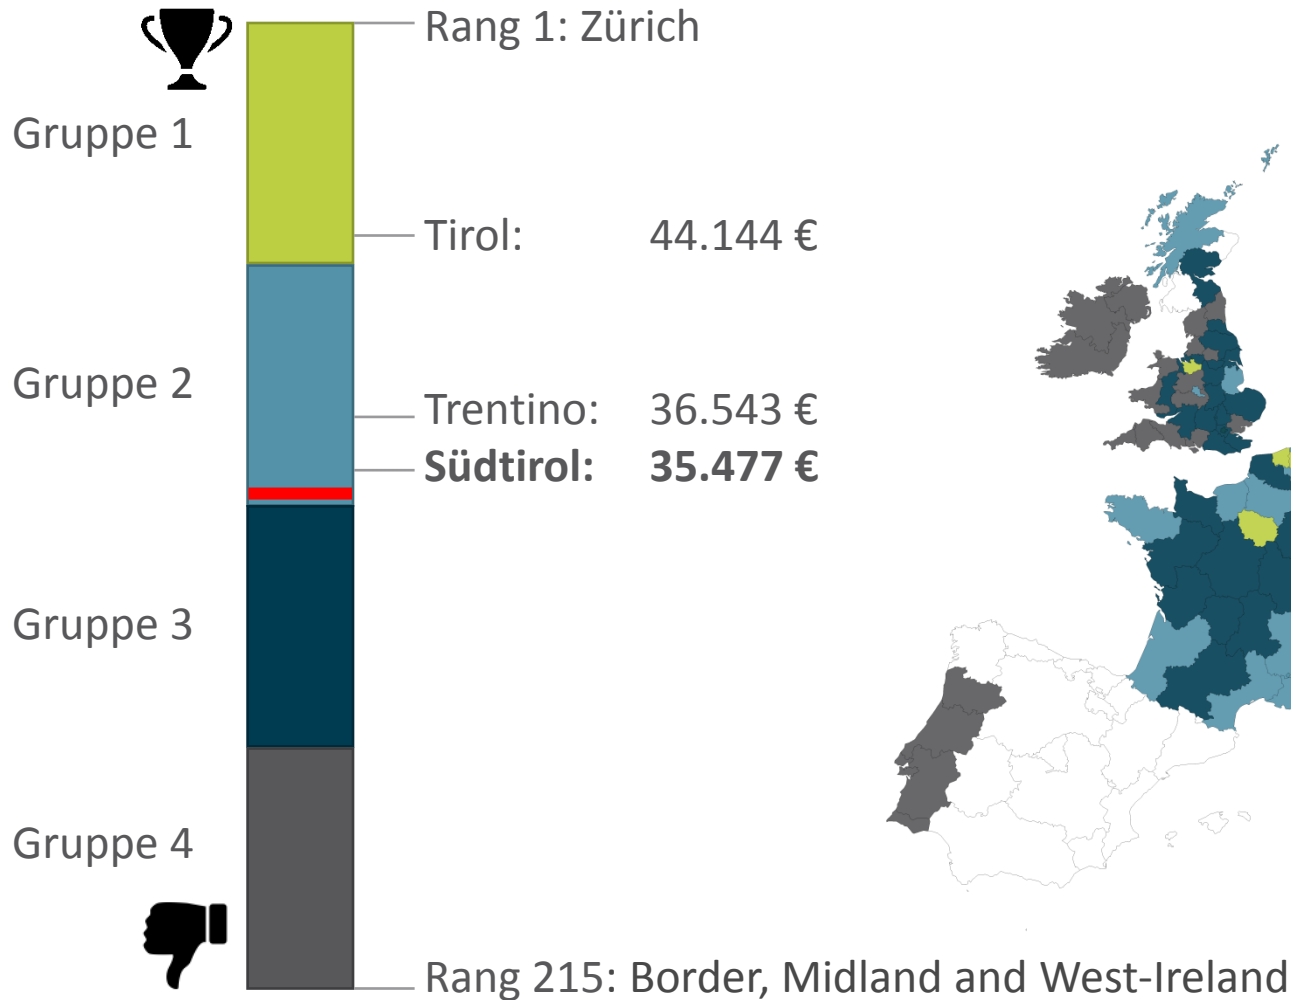 Rang 1: Zürich
Gruppe 1
Tirol: 44.144 €
Gruppe 2
Trentino: 36.543 €
Südtirol: 35.477 €
Gruppe 3
Gruppe 4
Rang 215: Border, Midland and West-Ireland